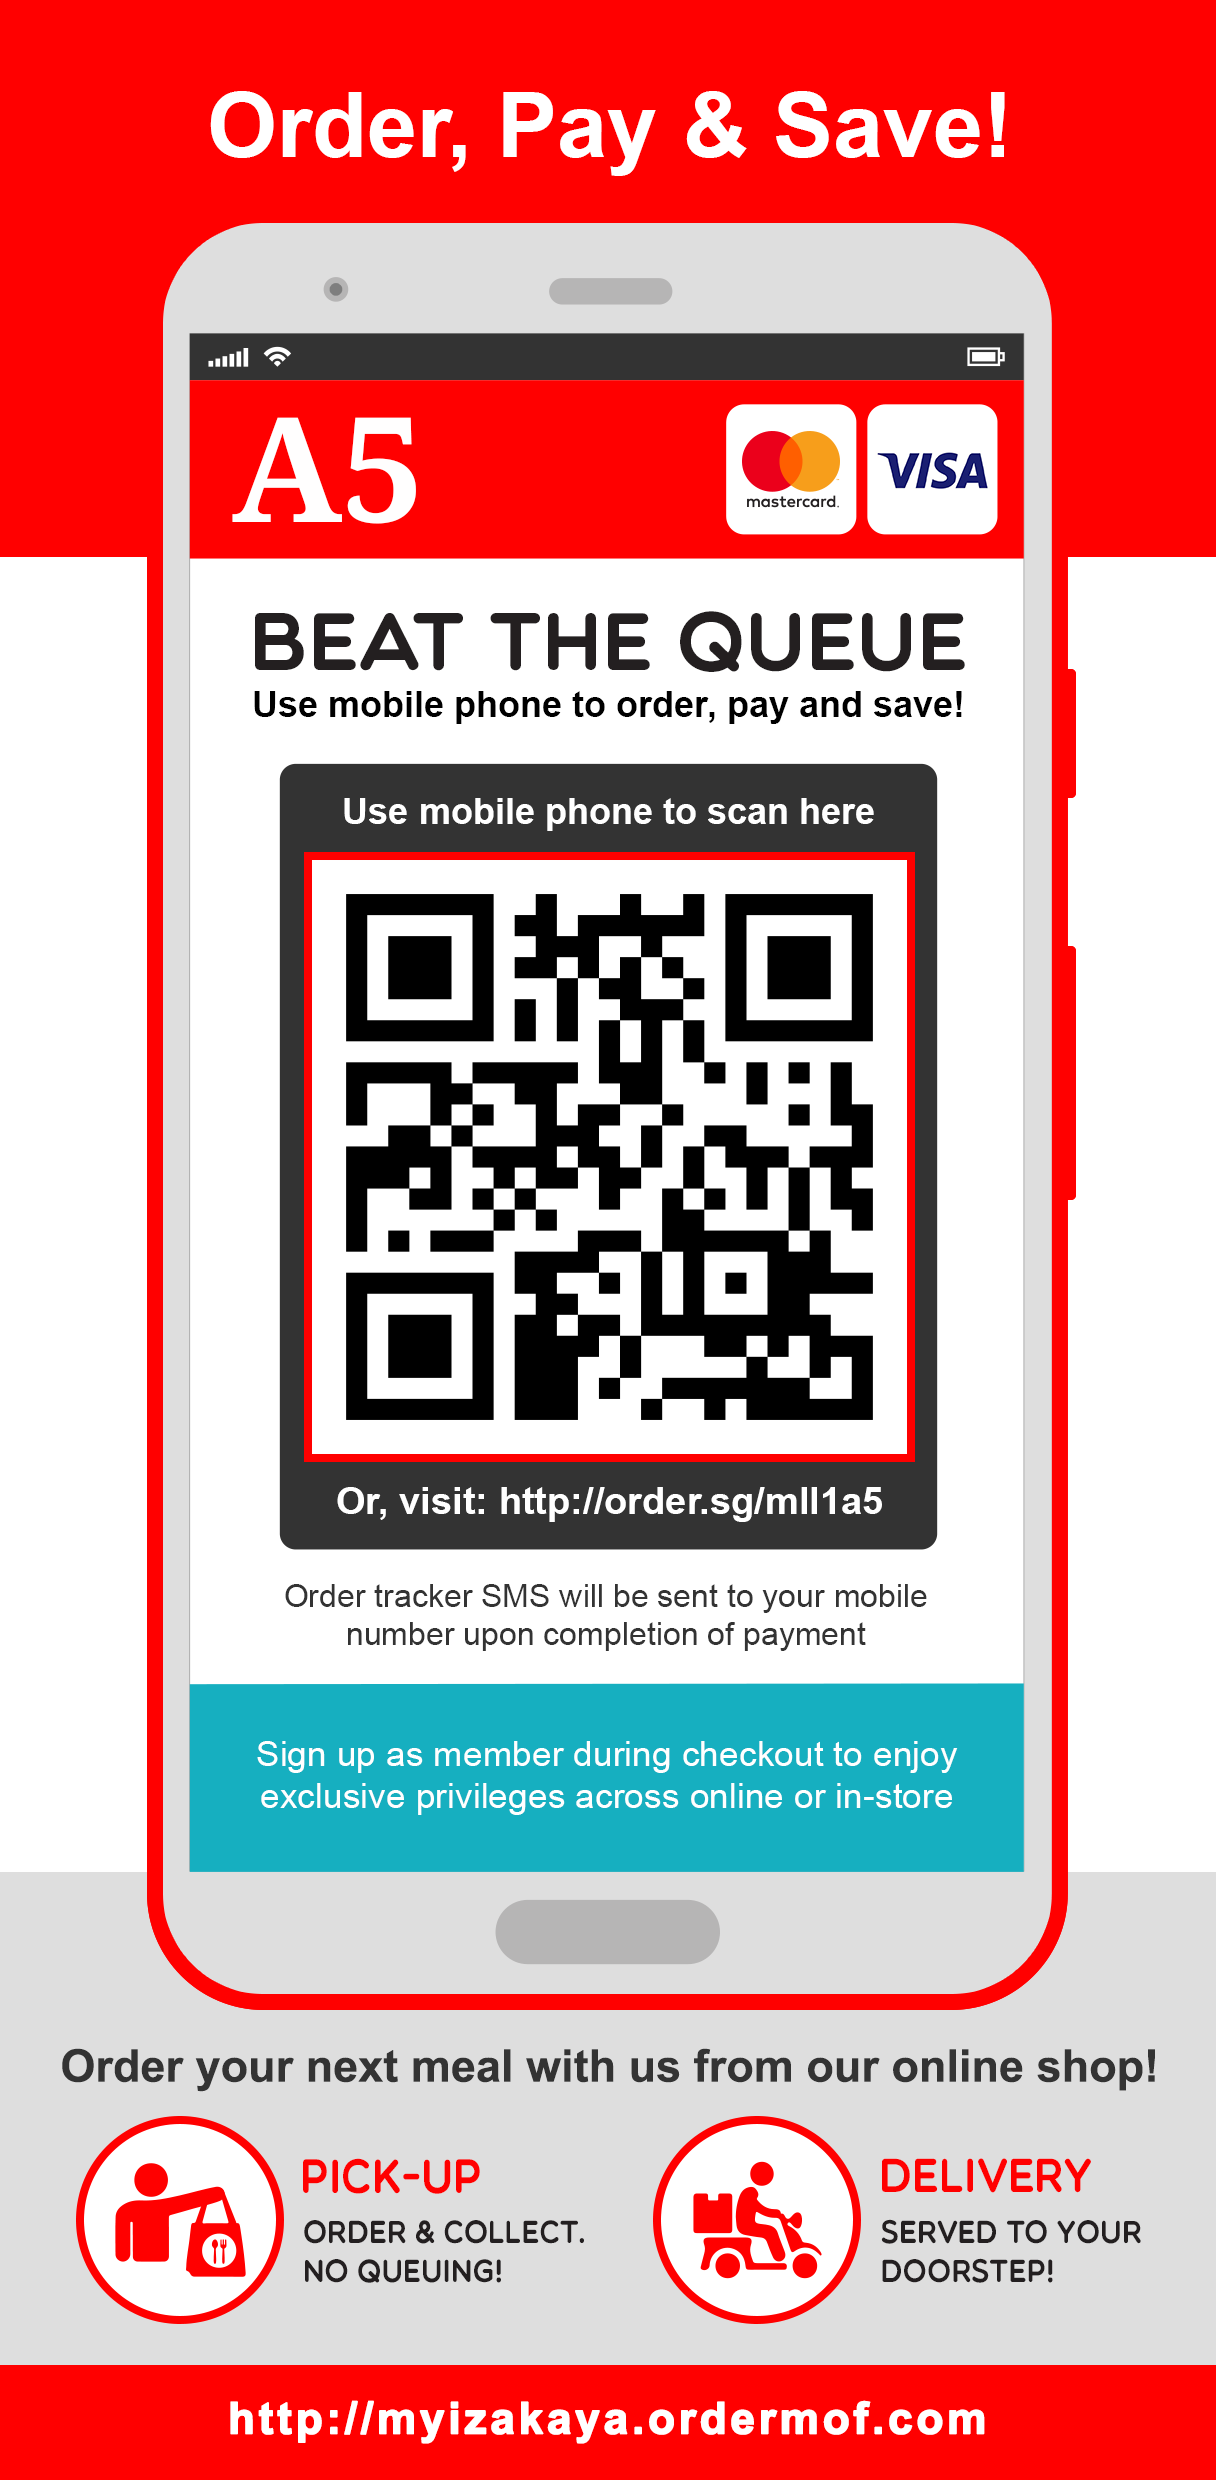 Order, Pay & Save!
A5
mastercard.
VISA
BEAT THE QUEUE
Use mobile phone to order, pay and save!
Use mobile phone to scan here
Or, visit: http://order.sg/mll1a5
Order tracker SMS will be sent to your mobile
number upon completion of payment
Sign up as member during checkout to enjoy
exclusive privileges across online or in-store
Order your next meal with us from our online shop!
PICK-UP
ORDER & COLLECT.
NO QUEUING!
DELIVERY
SERVED TO YOUR
DOORSTEP!
http://myizakaya.ordermof.com